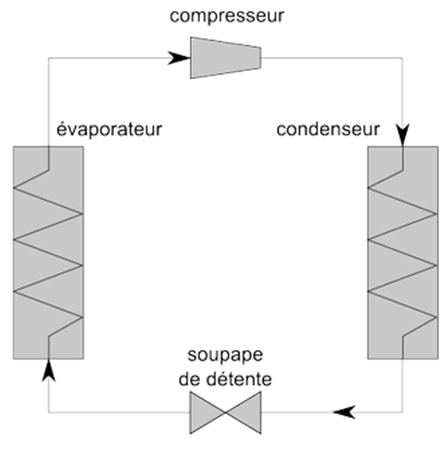 compresseur
évaporateur
condenseur
soupape
de détente